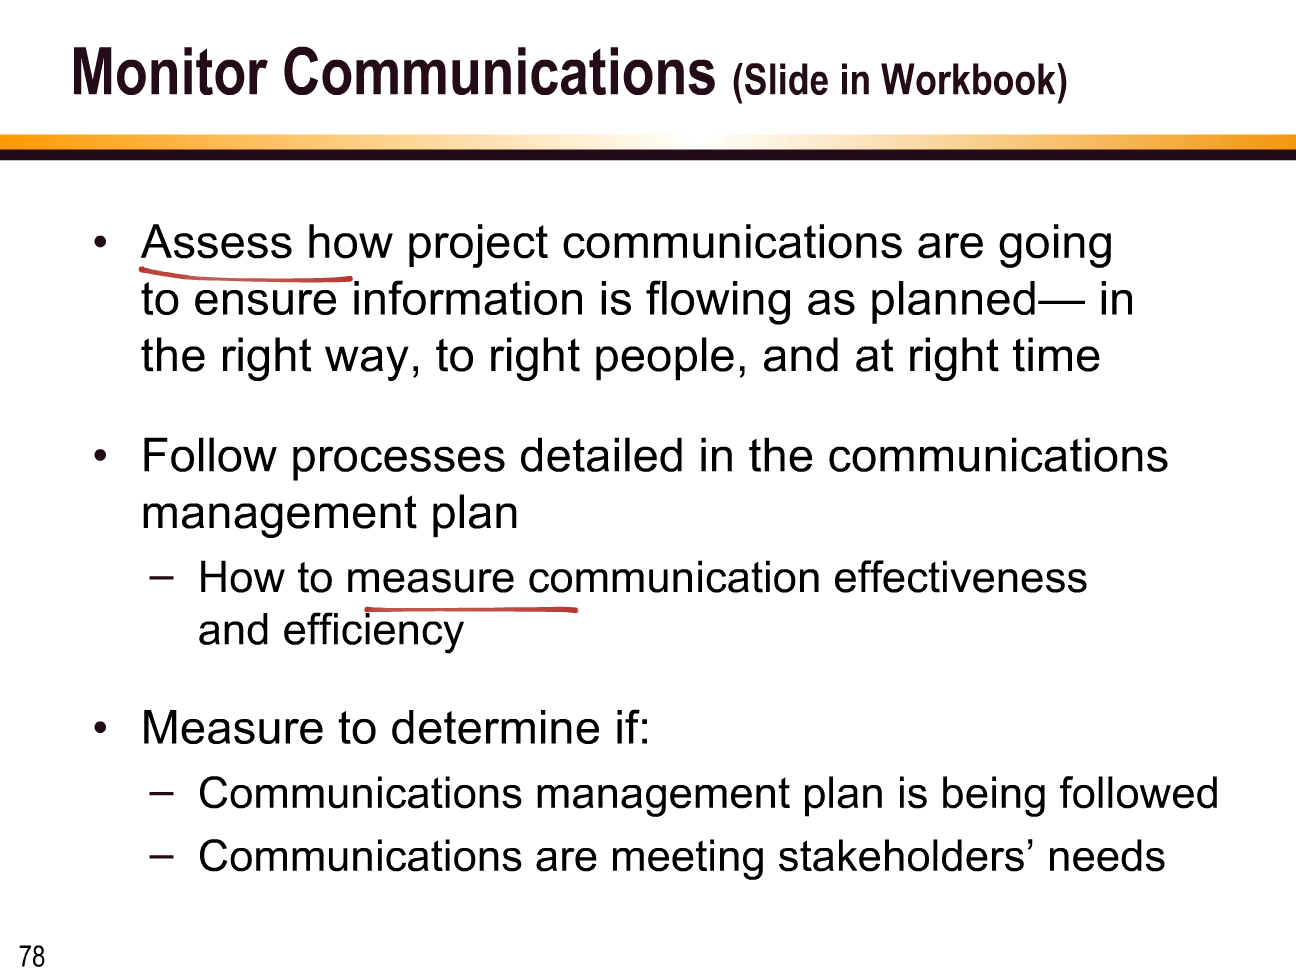 Monitor Communications (Slide in Workbook)
• Assess how project communications are going
to ensure information is flowing as planned— in
the right way, to right people, and at right time
• Follow processes detailed in the communications
management plan
– How to measure communication effectiveness
and efficiency
• Measure to determine if:
– Communications management plan is being followed
– Communications are meeting stakeholders’ needs
78